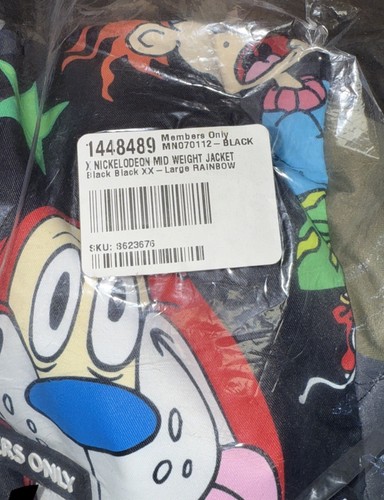 Members Only
1448489 MN070112-BLACK
X NICKELODEON MID WEIGHT JACKET
Black Black XX-Large RAINBOW
SKU: 8623676
ERS ONLY